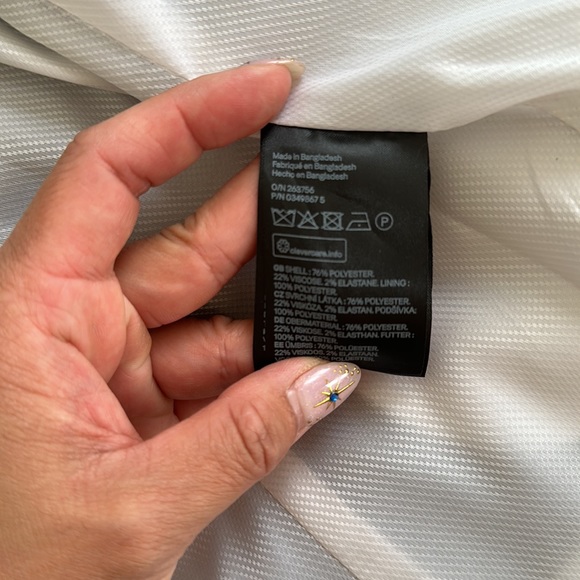 Made in Bangladesh
Fabriqué en Bangladesh
Hecho en Bangladesh
O/N 268756
P/N 0349567 5
P
clevercare.info
GB SHELL : 76% POLYESTER.
22% VISCOSE. 2% ELASTANE. LINING :
100% POLYESTER.
CZ SVRCHNÍ LÁTKA : 76% POLYESTER.
22% VISKÓZA. 2% ELASTAN. PODŠÍVKA:
100% POLYESTER.
DE OBERMATERIAL : 76% POLYESTER.
22% VISKOSE. 2% ELASTHAN. FUTTER :
100% POLYESTER.
EE ÜMBRIS : 76% POLÜESTER.
22% VISKOOS. 2% ELASTAAN.